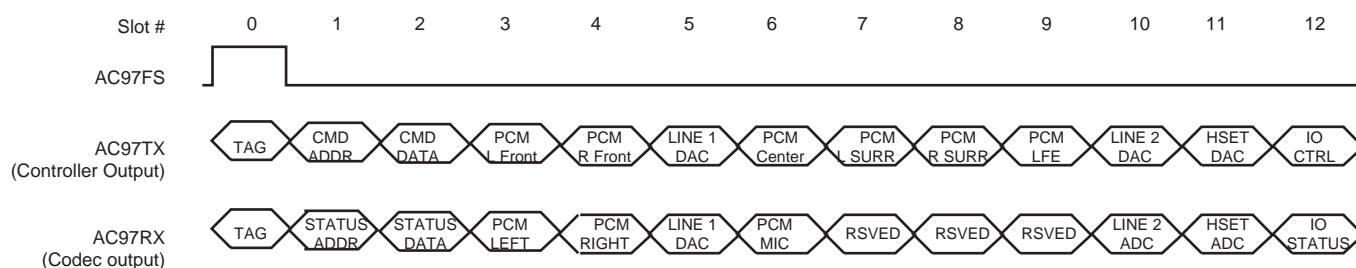 Slot # 0 1 2 3 4 5 6 7 8 9 10 11 12
AC97FS
AC97TX
(Controller Output)
TAG
CMD
ADDR
CMD
DATA
PCM
L Front
PCM
R Front
LINE 1
DAC
PCM
Center
PCM
L SURR
PCM
R SURR
PCM
LFE
LINE 2
DAC
HSET
DAC
IO
CTRL
AC97RX
(Codec output)
TAG
STATUS
ADDR
STATUS
DATA
PCM
LEFT
PCM
RIGHT
LINE 1
DAC
PCM
MIC
RSVED
RSVED
RSVED
LINE 2
ADC
HSET
ADC
IO
STATUS